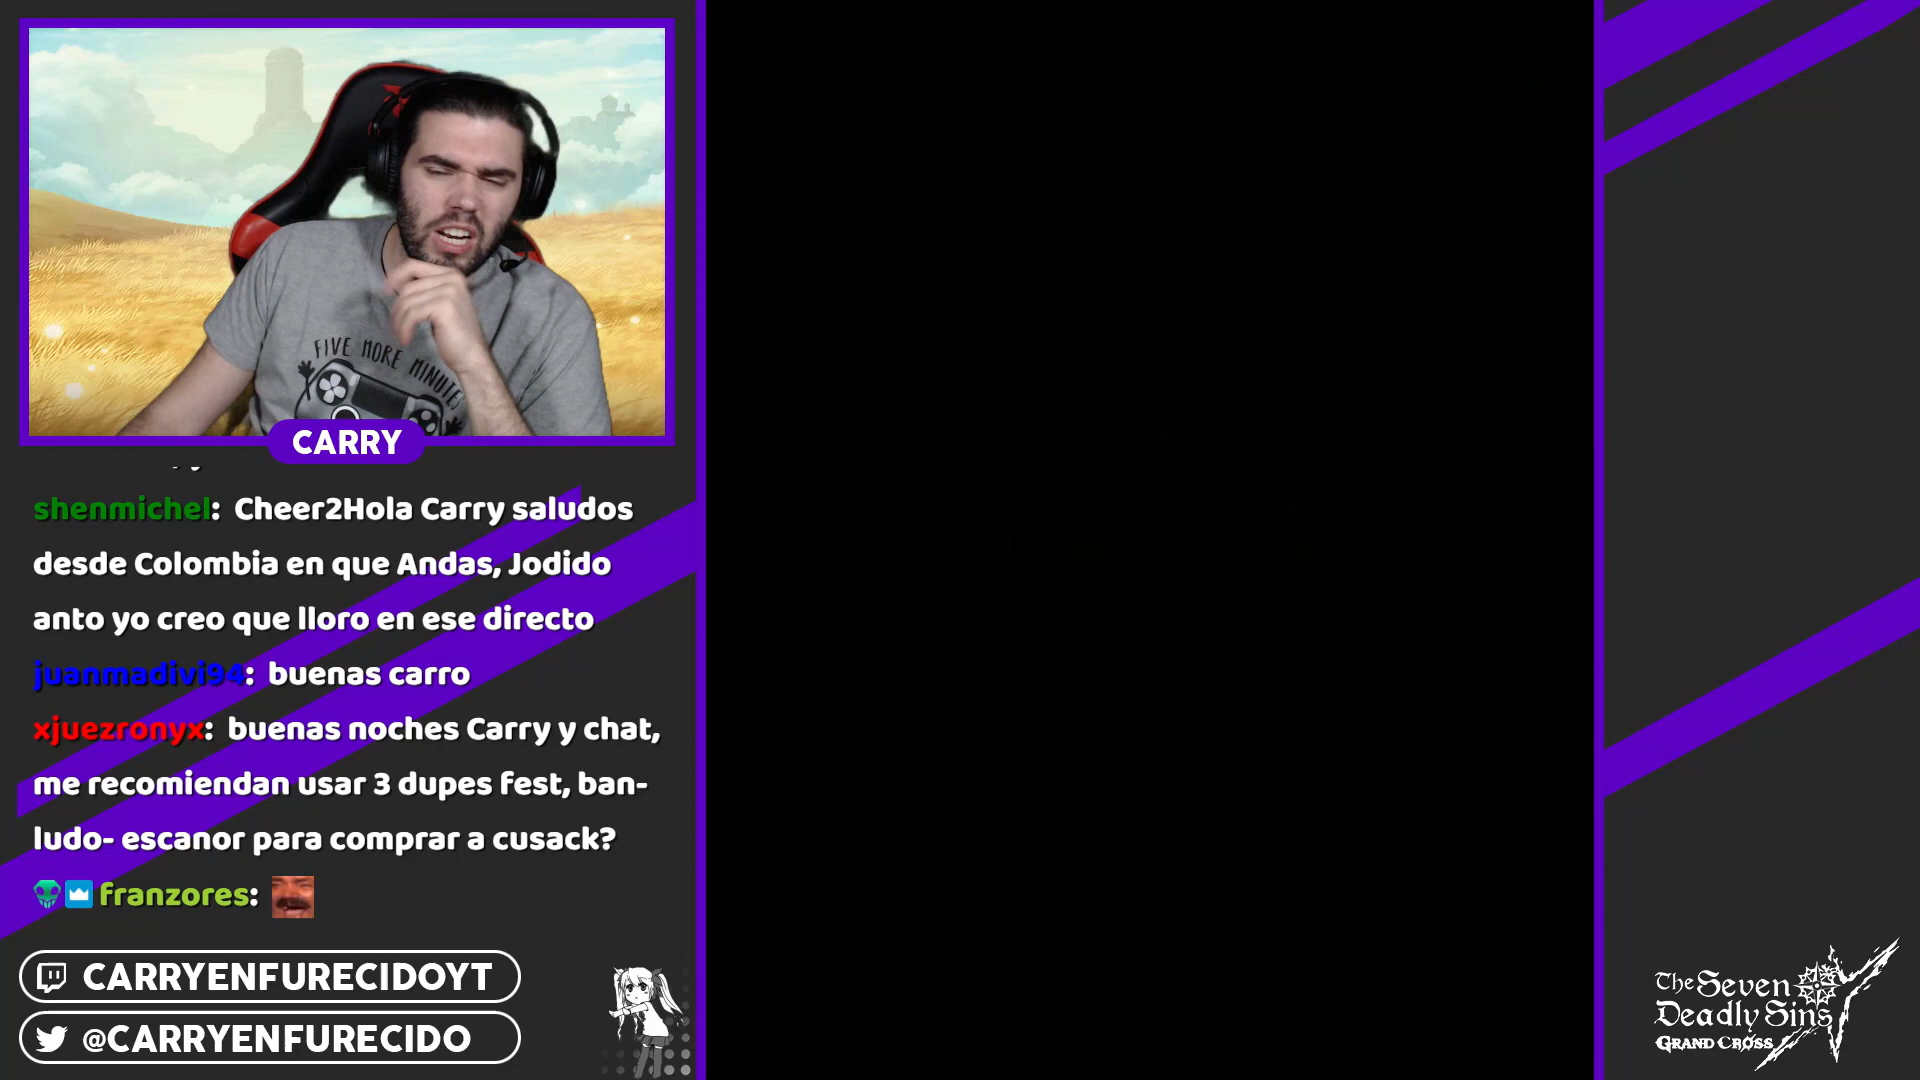 FIVE MORE MINUTES
CARRY
shenmichel: Cheer2Hola Carry saludos
desde Colombia en que Andas, Jodido
anto yo creo que lloro en ese directo
juanmadivi94: buenas carro
xjuezronyx: buenas noches Carry y chat,
me recomiendan usar 3 dupes fest, ban-
ludo- escanor para comprar a cusack?
franzores:
CARRYENFURECIDOYT
@CARRYENFURECIDO
The Seven
Deadly Sins
GRAND CROSS